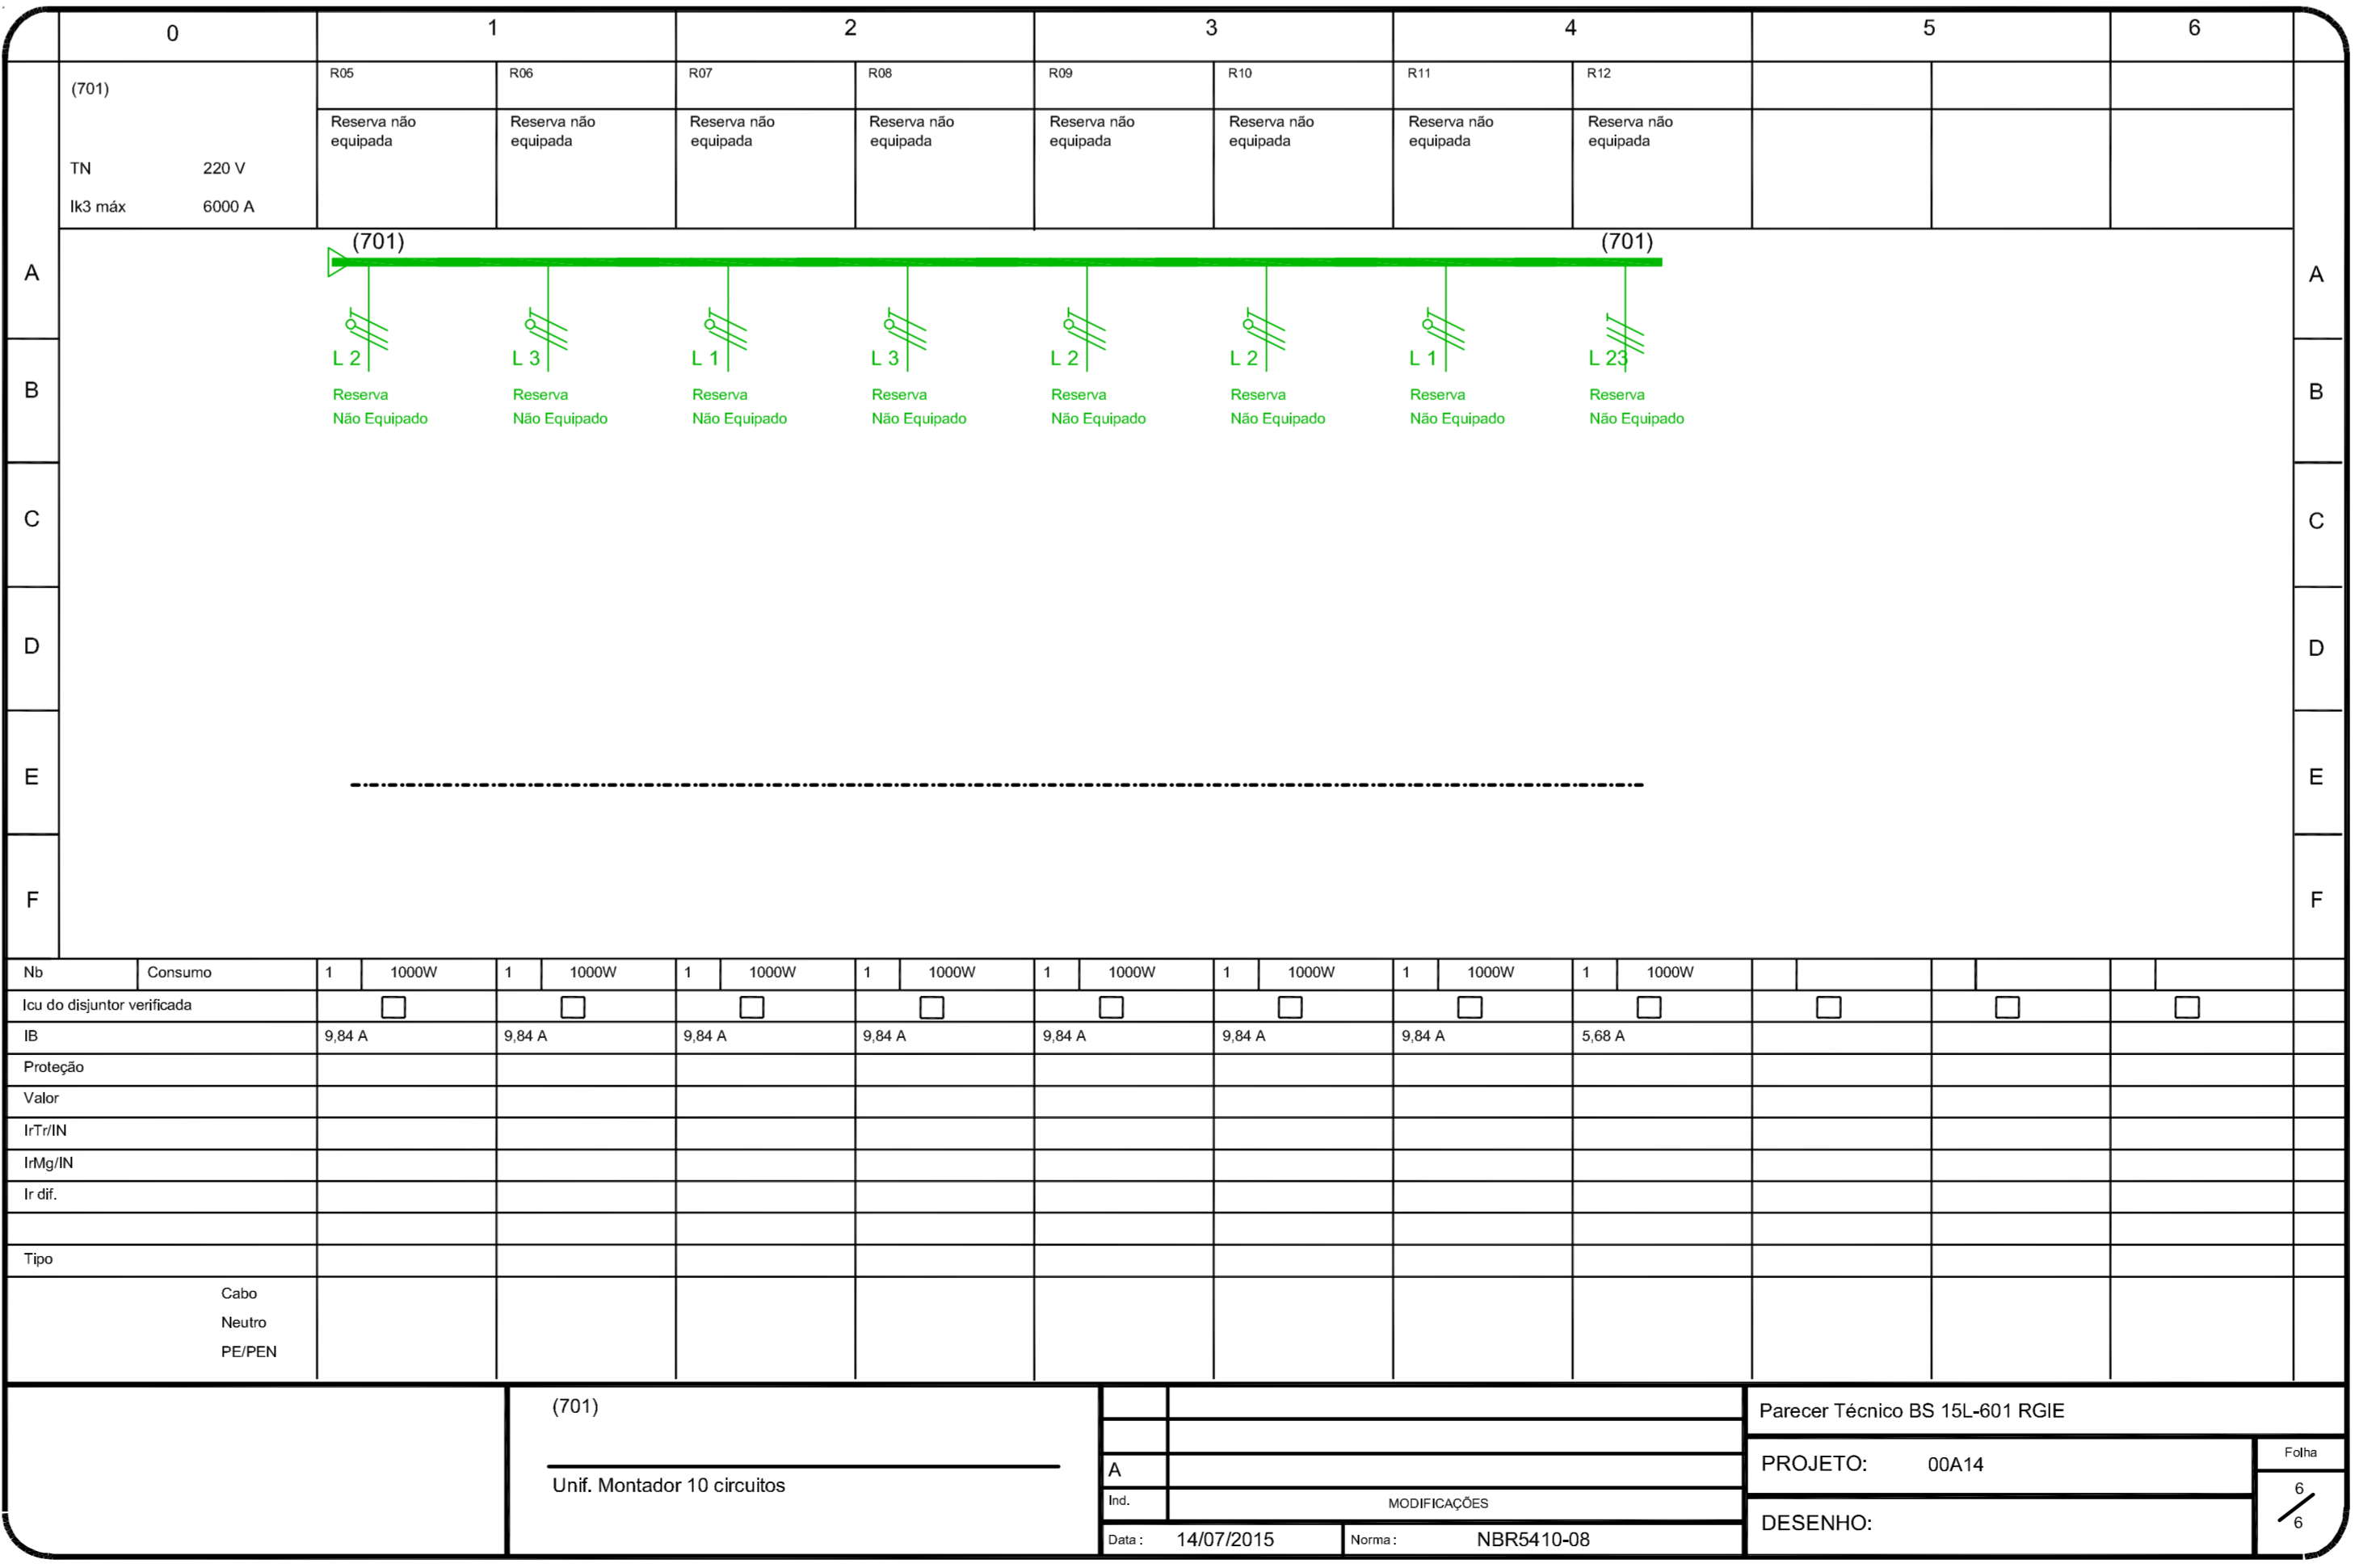 0 1 2 3 4 5 6
(701) R05 R06 R07 R08 R09 R10 R11 R12
Reserva não Reserva não Reserva não Reserva não Reserva não Reserva não Reserva não Reserva não
equipada equipada equipada equipada equipada equipada equipada equipada
TN 220 V
Ik3 máx 6000 A
(701) (701)
A A
L 2 L 3 L 1 L 3 L 2 L 2 L 1 L 23
B Reserva Reserva Reserva Reserva Reserva Reserva Reserva Reserva B
Não Equipado Não Equipado Não Equipado Não Equipado Não Equipado Não Equipado Não Equipado Não Equipado
C C
D D
E E
F F
Nb Consumo 1 1000W 1 1000W 1 1000W 1 1000W 1 1000W 1 1000W 1 1000W 1 1000W
Icu do disjuntor verificada
IB 9,84 A 9,84 A 9,84 A 9,84 A 9,84 A 9,84 A 9,84 A 5,68 A
Proteção
Valor
IrTr/IN
IrMg/IN
Ir dif.
Tipo
Cabo
Neutro
PE/PEN
(701)
Unif. Montador 10 circuitos
A
Ind. MODIFICAÇÕES
Data : 14/07/2015 Norma : NBR5410-08
Parecer Técnico BS 15L-601 RGIE
PROJETO: 00A14
DESENHO:
Folha
6
6